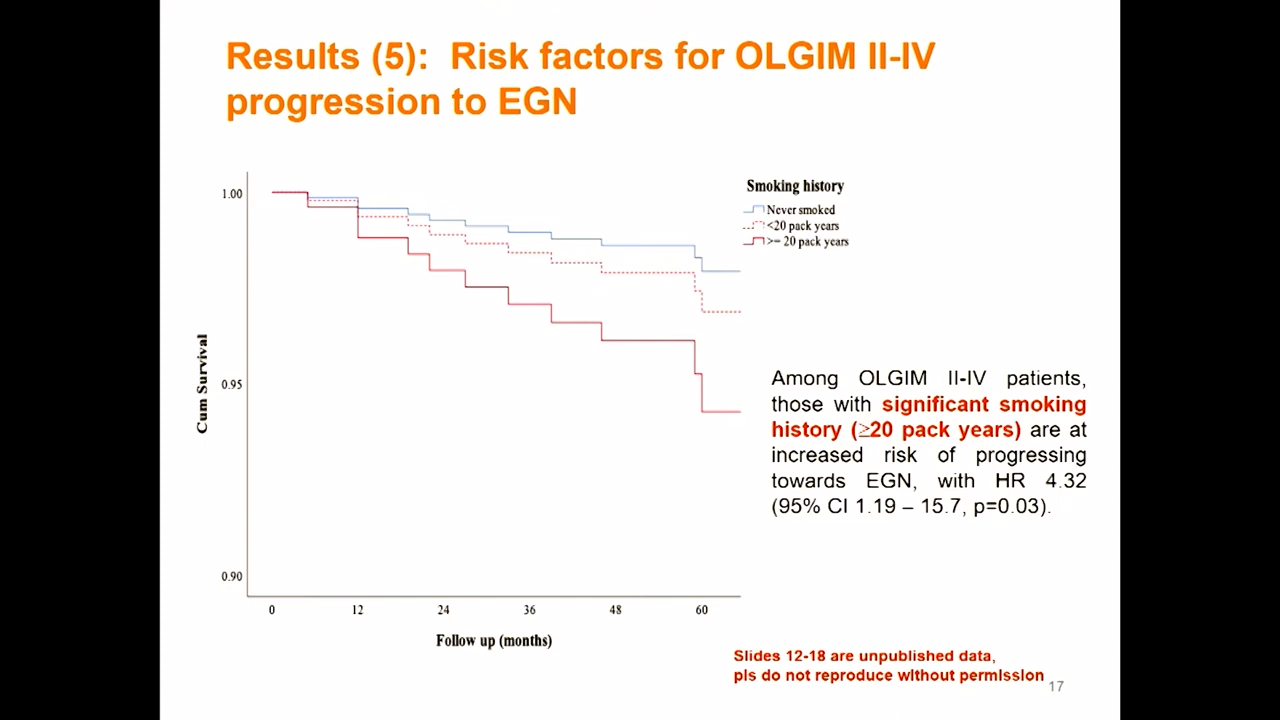 Results (5): Risk factors for OLGIM II-IV
progression to EGN
Smoking history
Never smoked
<20 pack years
>= 20 pack years
1.00
0.95
0.90
Cum Survival
0
12
24
36
48
60
Follow up (months)
Among OLGIM II-IV patients,
those with significant smoking
history (≥20 pack years) are at
increased risk of progressing
towards EGN, with HR 4.32
(95% CI 1.19 – 15.7, p=0.03).
Slides 12-18 are unpublished data,
pls do not reproduce without permission
17